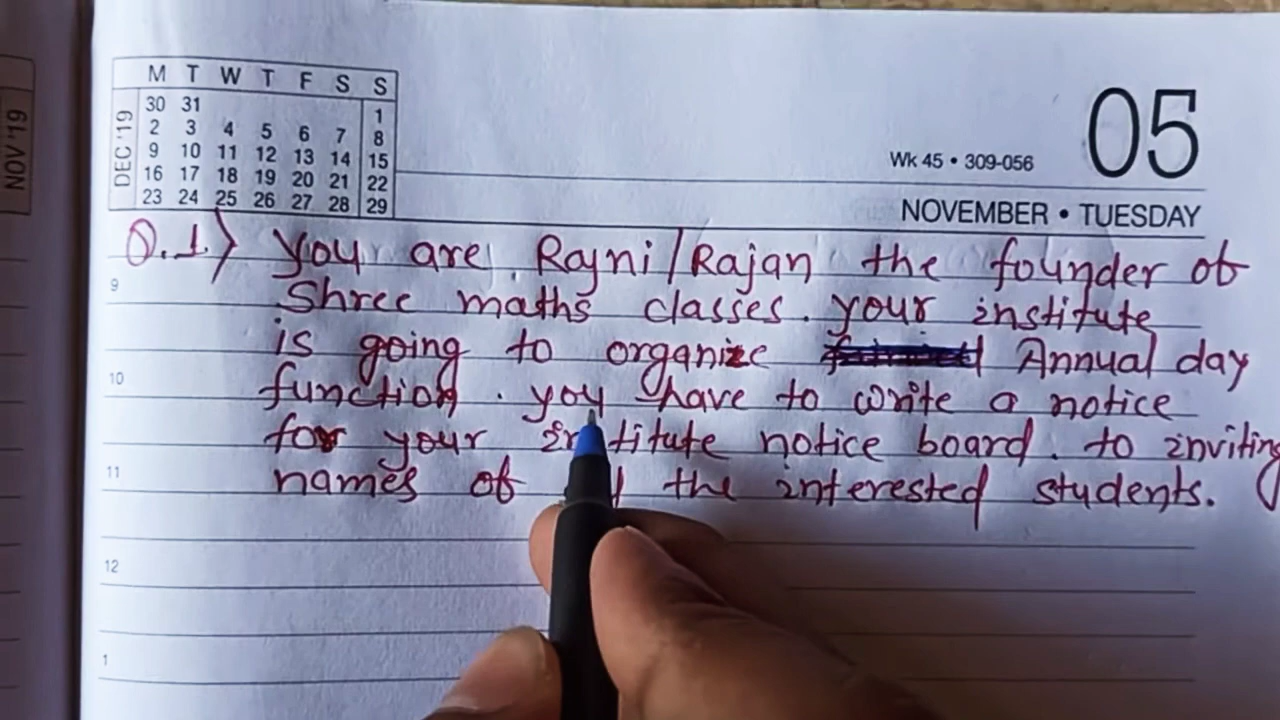 NOV '19
DEC '19
M T W T F S S
30 31 1
2 3 4 5 6 7 8
9 10 11 12 13 14 15
16 17 18 19 20 21 22
23 24 25 26 27 28 29
Wk 45 • 309-056
05
NOVEMBER • TUESDAY
Q.1) You are Rajni/Rajan the founder of
9
Shree maths classes. your institute
is going to organize Annual day
10
function. you have to write a notice
for your institute notice board. to inviting
11
names of the interested students.
12
1